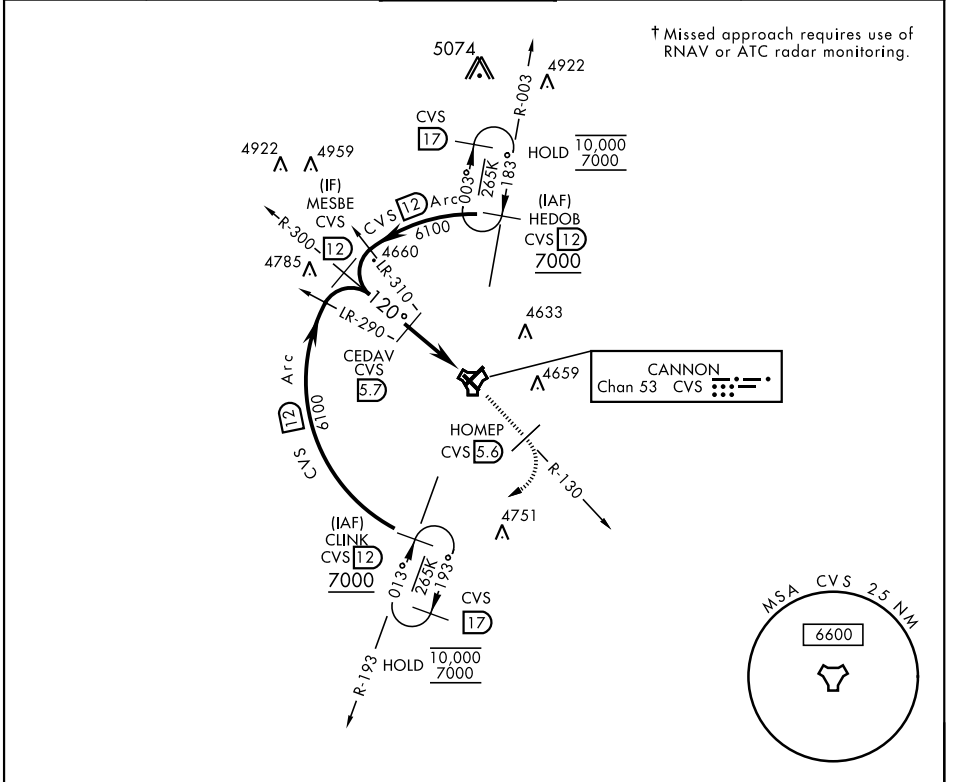 † Missed approach requires use of
RNAV or ATC radar monitoring.
5074
4922
R-003
CVS
17
HOLD 10,000
7000
003°
265K
183°
4922
4959
(IF)
MESBE
CVS
12
CVS 12 Arc
6100
(IAF)
HEDOB
CVS 12
7000
R-300
4660
4785
LR-310
120°
LR-290
4633
CEDAV
CVS
5.7
4659
CANNON
Chan 53 CVS
CVS 12 Arc
6100
HOMEP
CVS 5.6
R-130
4751
(IAF)
CLINK
CVS 12
7000
013°
265K
193°
CVS
17
HOLD 10,000
7000
R-193
MSA CVS 25 NM
6600